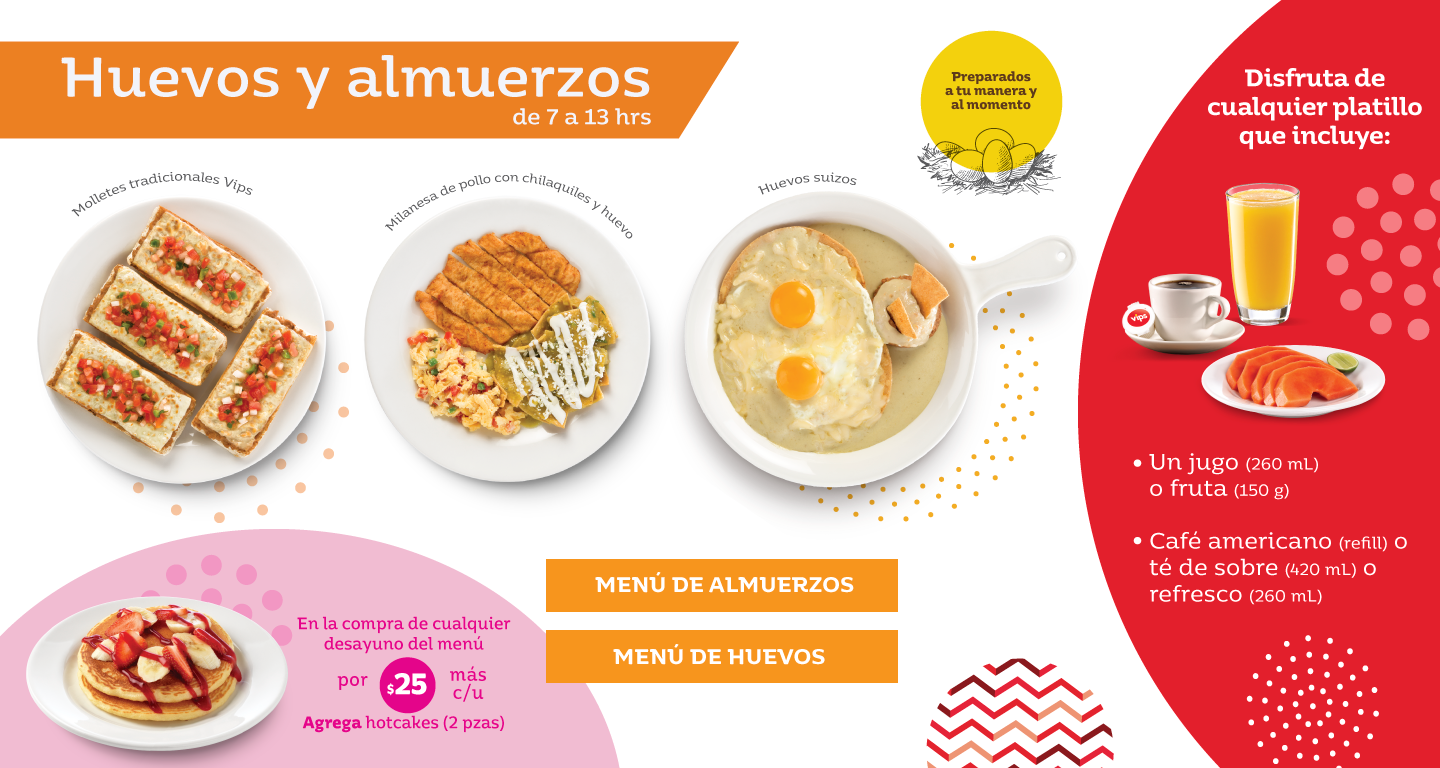 Huevos y almuerzos
de 7 a 13 hrs
Preparados
a tu manera y
al momento
Molletes tradicionales Vips
Milanesa de pollo con chilaquiles y huevo
Huevos suizos
Disfruta de
cualquier platillo
que incluye:
vips
• Un jugo (260 mL)
o fruta (150 g)
• Café americano (refill) o
té de sobre (420 mL) o
refresco (260 mL)
En la compra de cualquier
desayuno del menú
por $25 más
c/u
Agrega hotcakes (2 pzas)
MENÚ DE ALMUERZOS
MENÚ DE HUEVOS